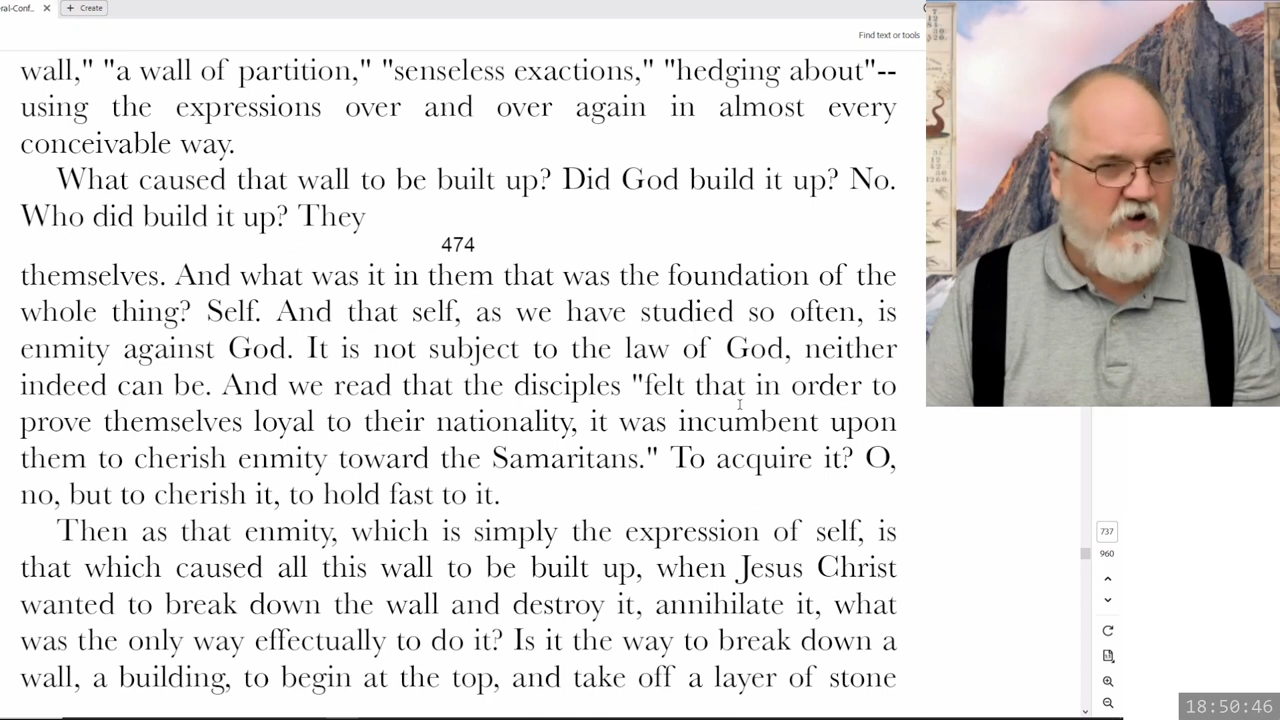 ral-Conf..
Create
Find text or tools
wall," "a wall of partition," "senseless exactions," "hedging about"--
using the expressions over and over again in almost every
conceivable way.
What caused that wall to be built up? Did God build it up? No.
Who did build it up? They
474
themselves. And what was it in them that was the foundation of the
whole thing? Self. And that self, as we have studied so often, is
enmity against God. It is not subject to the law of God, neither
indeed can be. And we read that the disciples "felt that in order to
prove themselves loyal to their nationality, it was incumbent upon
them to cherish enmity toward the Samaritans." To acquire it? O,
no, but to cherish it, to hold fast to it.
Then as that enmity, which is simply the expression of self, is
that which caused all this wall to be built up, when Jesus Christ
wanted to break down the wall and destroy it, annihilate it, what
was the only way effectually to do it? Is it the way to break down a
wall, a building, to begin at the top, and take off a layer of stone
737
960
18:50:46